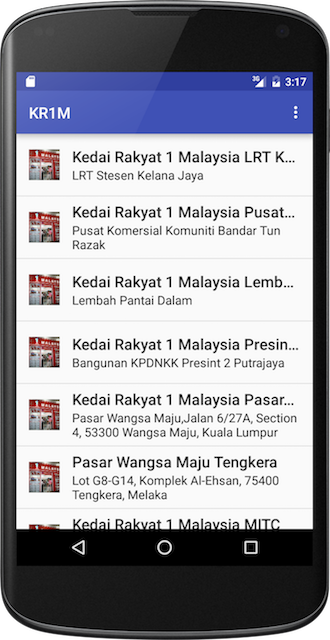 3G
3:17
KR1M
Kedai Rakyat 1 Malaysia LRT K...
LRT Stesen Kelana Jaya
Kedai Rakyat 1 Malaysia Pusat...
Pusat Komersial Komuniti Bandar Tun
Razak
Kedai Rakyat 1 Malaysia Lemb...
Lembah Pantai Dalam
Kedai Rakyat 1 Malaysia Presin...
Bangunan KPDNKK Presint 2 Putrajaya
Kedai Rakyat 1 Malaysia Pasar...
Pasar Wangsa Maju,Jalan 6/27A, Section
4, 53300 Wangsa Maju, Kuala Lumpur
Pasar Wangsa Maju Tengkera
Lot G8-G14, Komplek Al-Ehsan, 75400
Tengkera, Melaka
Kedai Rakyat 1 Malaysia MITC